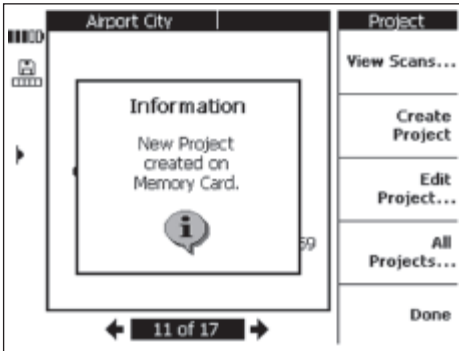 Airport City
Project
View Scans...
Create
Project
Edit
Project...
All
Projects...
Done
Information
New Project
created on
Memory Card.
i
59
11 of 17